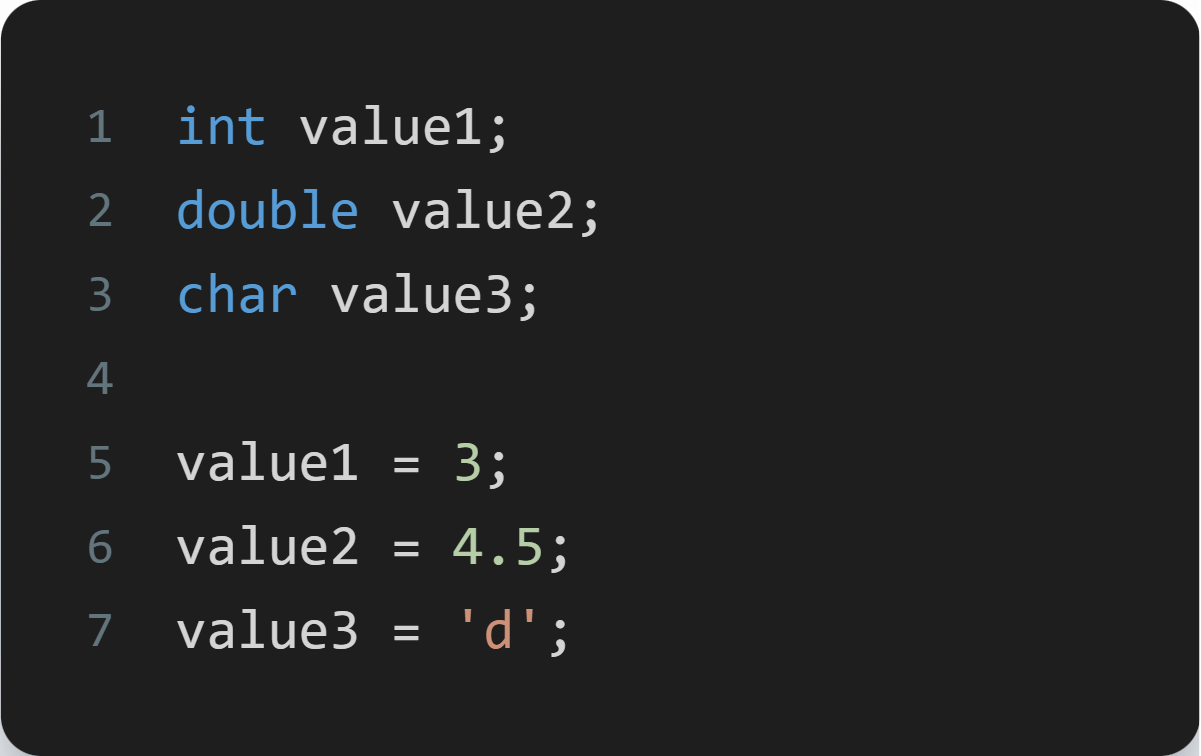 1 int value1;
2 double value2;
3 char value3;
4
5 value1 = 3;
6 value2 = 4.5;
7 value3 = 'd';